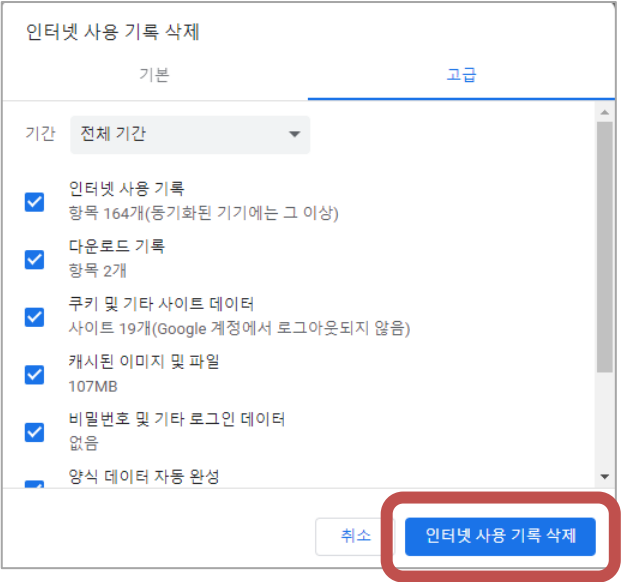 인터넷 사용 기록 삭제
기본
고급
기간 전체 기간
인터넷 사용 기록
항목 164개(동기화된 기기에는 그 이상)
다운로드 기록
항목 2개
쿠키 및 기타 사이트 데이터
사이트 19개(Google 계정에서 로그아웃되지 않음)
캐시된 이미지 및 파일
107MB
비밀번호 및 기타 로그인 데이터
없음
양식 데이터 자동 완성
취소
인터넷 사용 기록 삭제